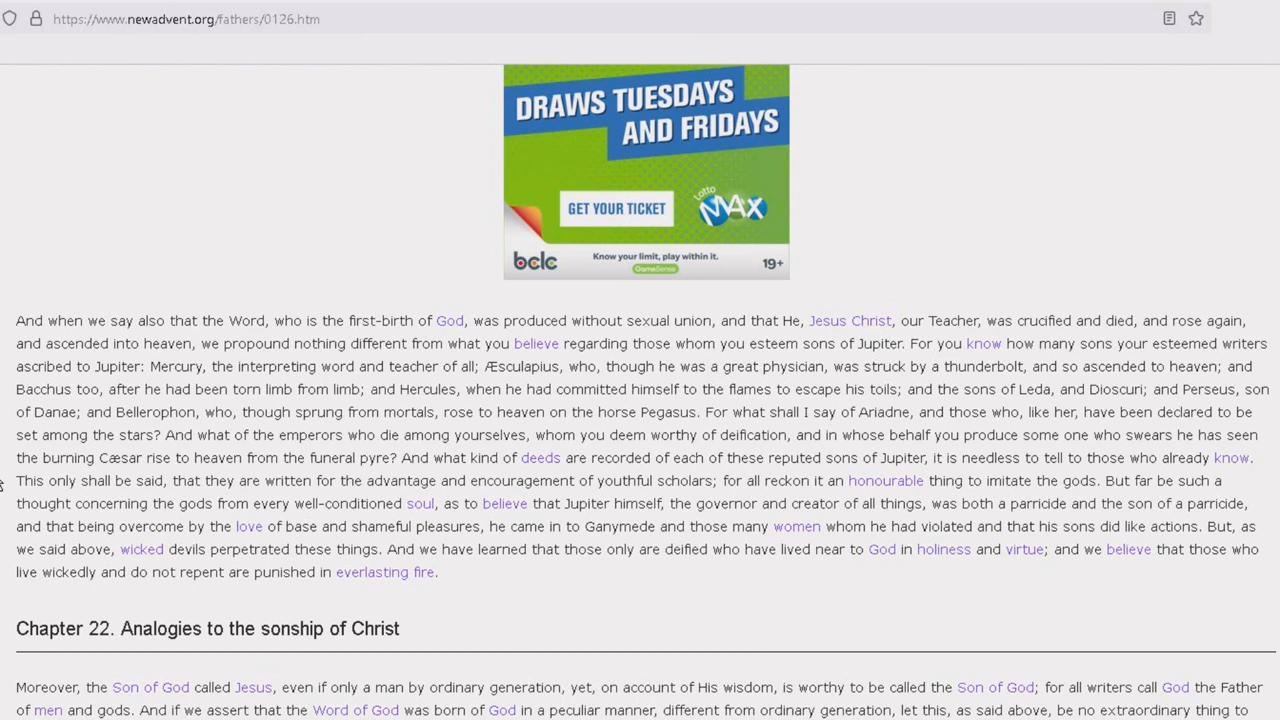 https://www.newadvent.org/fathers/0126.htm
DRAWS TUESDAYS
AND FRIDAYS
GET YOUR TICKET
Lotto
MAX
bclc
Know your limit, play within it.
GameSense
19+
And when we say also that the Word, who is the first-birth of God, was produced without sexual union, and that He, Jesus Christ, our Teacher, was crucified and died, and rose again,
and ascended into heaven, we propound nothing different from what you believe regarding those whom you esteem sons of Jupiter. For you know how many sons your esteemed writers
ascribed to Jupiter: Mercury, the interpreting word and teacher of all; Æsculapius, who, though he was a great physician, was struck by a thunderbolt, and so ascended to heaven; and
Bacchus too, after he had been torn limb from limb; and Hercules, when he had committed himself to the flames to escape his toils; and the sons of Leda, and Dioscuri; and Perseus, son
of Danae; and Bellerophon, who, though sprung from mortals, rose to heaven on the horse Pegasus. For what shall I say of Ariadne, and those who, like her, have been declared to be
set among the stars? And what of the emperors who die among yourselves, whom you deem worthy of deification, and in whose behalf you produce some one who swears he has seen
the burning Cæsar rise to heaven from the funeral pyre? And what kind of deeds are recorded of each of these reputed sons of Jupiter, it is needless to tell to those who already know.
This only shall be said, that they are written for the advantage and encouragement of youthful scholars; for all reckon it an honourable thing to imitate the gods. But far be such a
thought concerning the gods from every well-conditioned soul, as to believe that Jupiter himself, the governor and creator of all things, was both a parricide and the son of a parricide,
and that being overcome by the love of base and shameful pleasures, he came in to Ganymede and those many women whom he had violated and that his sons did like actions. But, as
we said above, wicked devils perpetrated these things. And we have learned that those only are deified who have lived near to God in holiness and virtue; and we believe that those who
live wickedly and do not repent are punished in everlasting fire.
Chapter 22. Analogies to the sonship of Christ
Moreover, the Son of God called Jesus, even if only a man by ordinary generation, yet, on account of His wisdom, is worthy to be called the Son of God; for all writers call God the Father
of men and gods. And if we assert that the Word of God was born of God in a peculiar manner, different from ordinary generation, let this, as said above, be no extraordinary thing to